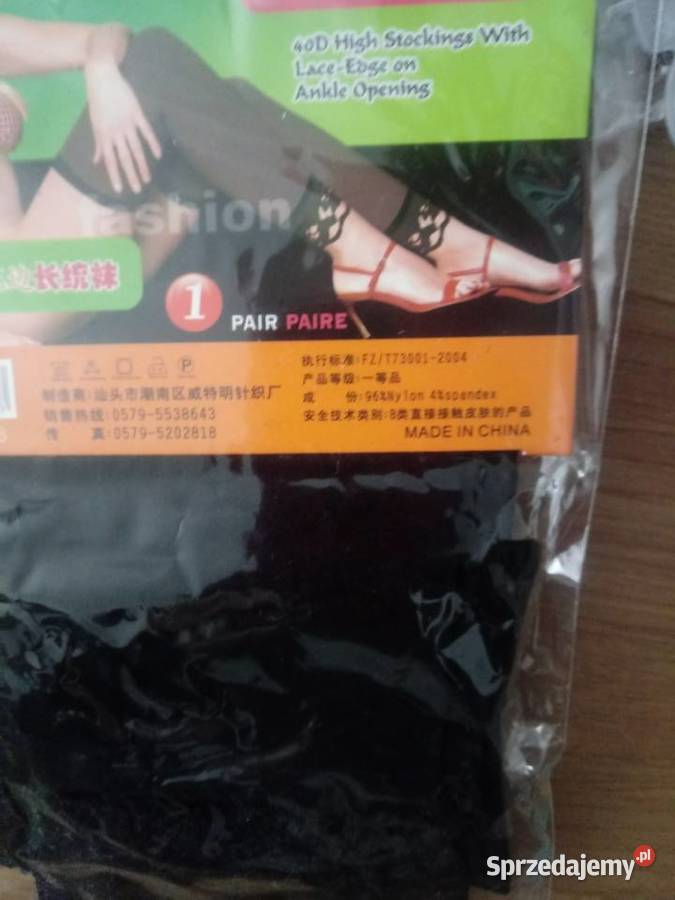 40D High Stockings With
Lace-Edge on
Ankle Opening
fashion
长统袜
1 PAIR PAIRE
制造商:汕头市潮南区威特明针织厂
销售热线:0579-5538643
传 真:0579-5202818
执行标准:FZ/T73001-2004
产品等级:一等品
成 份:96%Nylon 4%spandex
安全技术类别:B类直接接触皮肤的产品
MADE IN CHINA
Sprzedajemy.pl